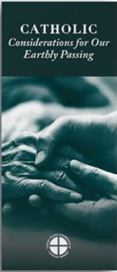 CATHOLIC
Considerations for Our
Earthly Passing